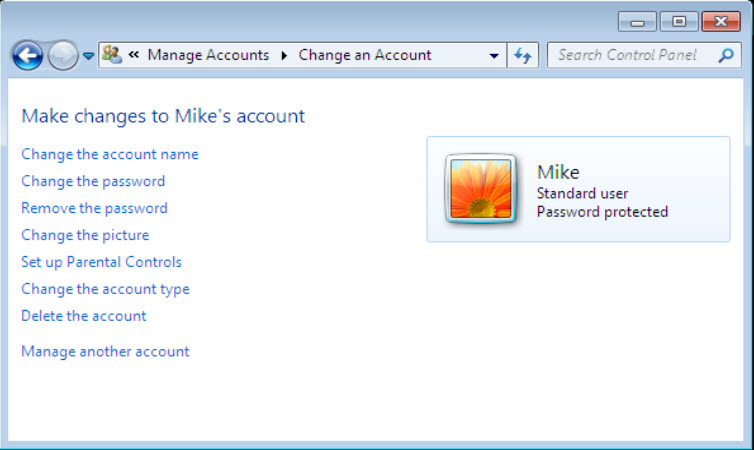 « Manage Accounts ▸ Change an Account
Search Control Panel
Make changes to Mike's account
Change the account name
Change the password
Remove the password
Change the picture
Set up Parental Controls
Change the account type
Delete the account
Manage another account
Mike
Standard user
Password protected